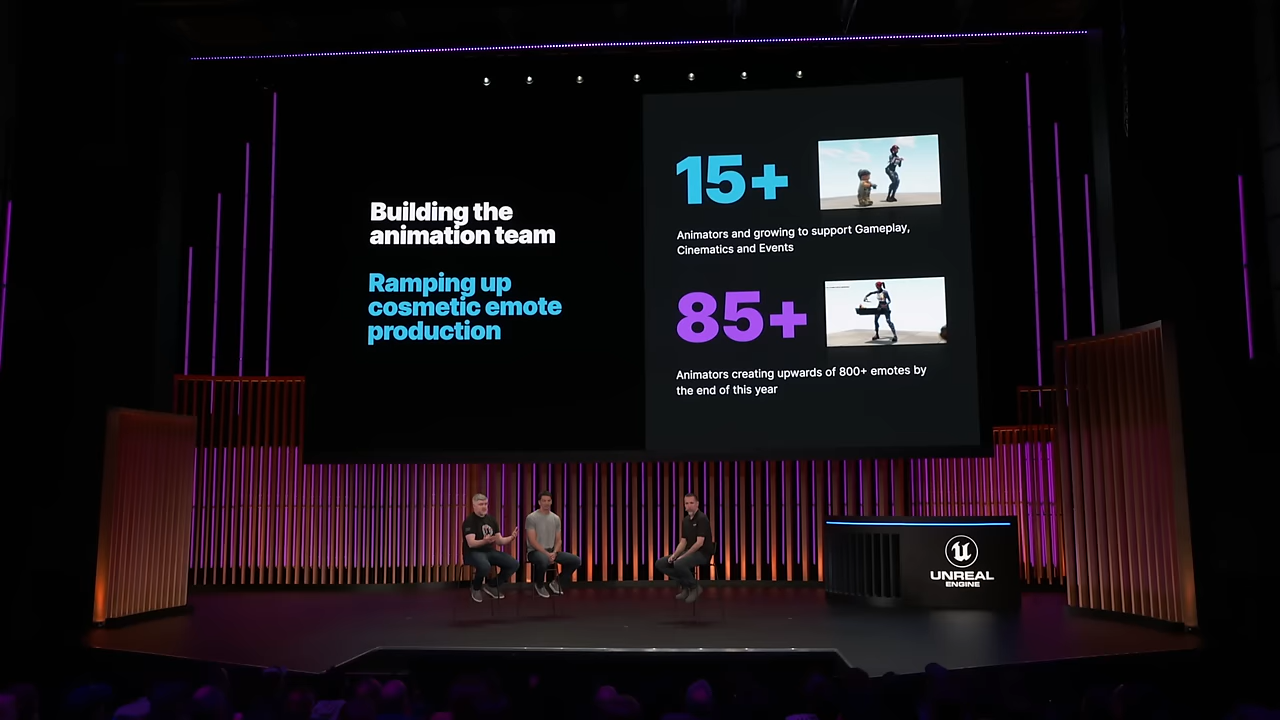 Building the
animation team
Ramping up
cosmetic emote
production
15+
Animators and growing to support Gameplay,
Cinematics and Events
85+
Animators creating upwards of 800+ emotes by
the end of this year
UNREAL
ENGINE